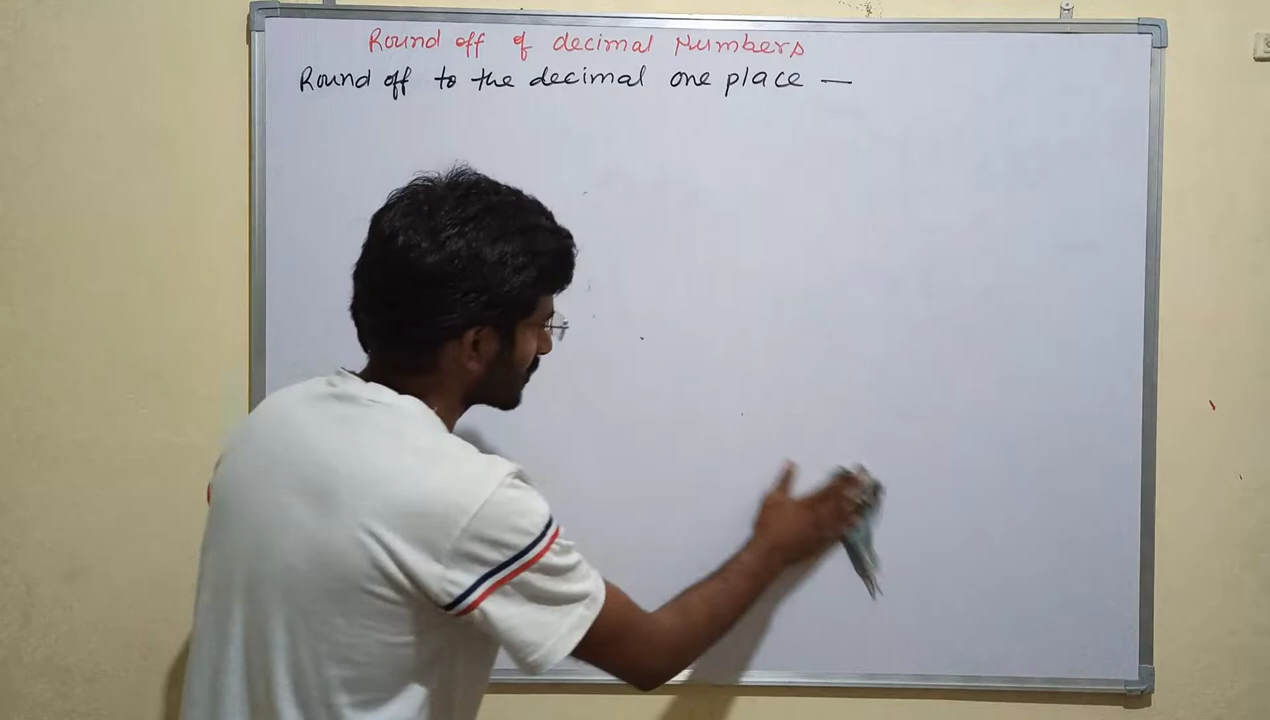 Round off of decimal Numbers
Round off to the decimal one place —